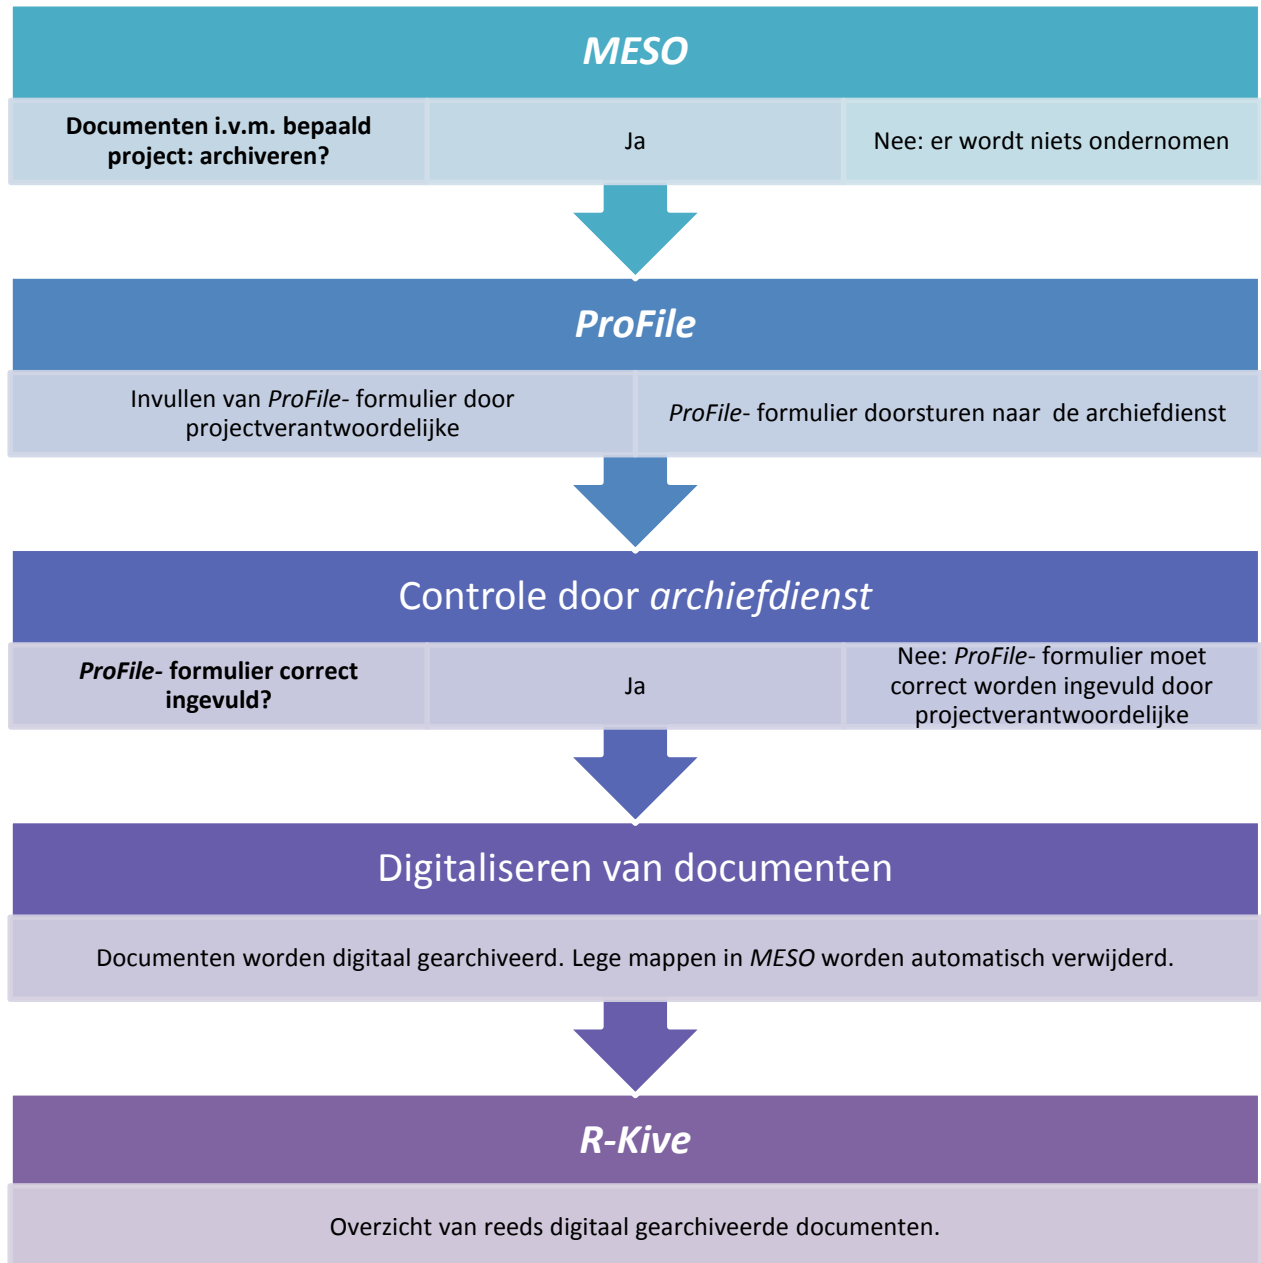 MESO
Documenten i.v.m. bepaald
project: archiveren?
Ja
Nee: er wordt niets ondernomen
ProFile
Invullen van ProFile- formulier door
projectverantwoordelijke
ProFile- formulier doorsturen naar de archiefdienst
Controle door archiefdienst
ProFile- formulier correct
ingevuld?
Ja
Nee: ProFile- formulier moet
correct worden ingevuld door
projectverantwoordelijke
Digitaliseren van documenten
Documenten worden digitaal gearchiveerd. Lege mappen in MESO worden automatisch verwijderd.
R-Kive
Overzicht van reeds digitaal gearchiveerde documenten.